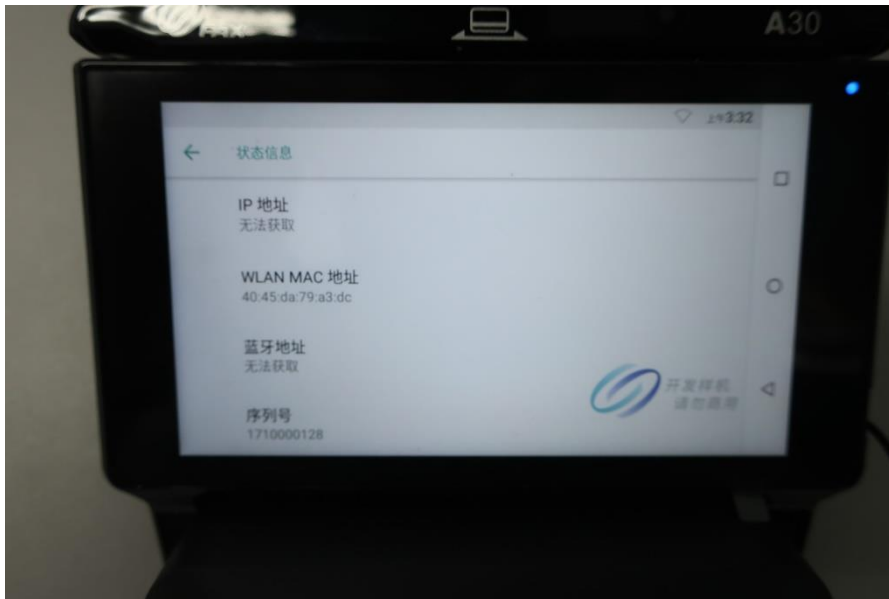 PAX
A30
上午3:32
状态信息
IP 地址
无法获取
WLAN MAC 地址
40:45:da:79:a3:dc
蓝牙地址
无法获取
序列号
1710000128
开发样机
请勿商用